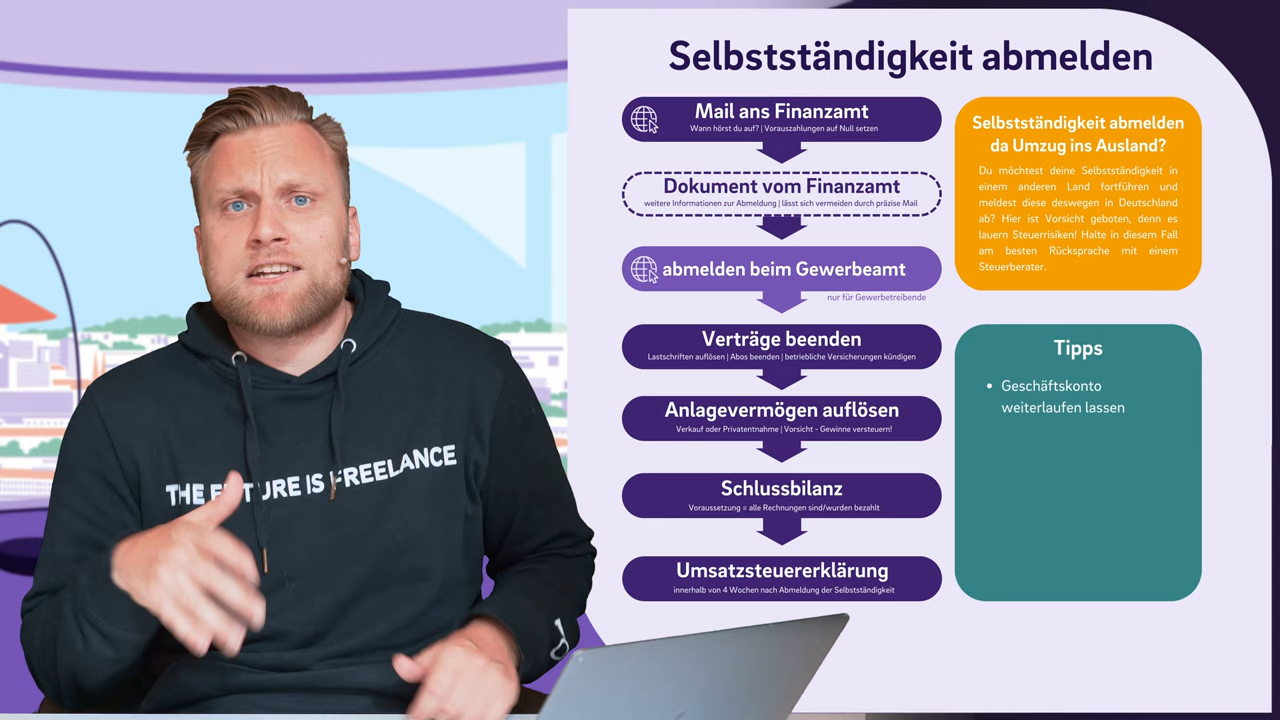 Selbstständigkeit abmelden
Mail ans Finanzamt
Wann hörst du auf? | Vorauszahlungen auf Null setzen
Dokument vom Finanzamt
weitere Informationen zur Abmeldung | lässt sich vermeiden durch präzise Mail
abmelden beim Gewerbeamt
nur für Gewerbetreibende
Verträge beenden
Lastschriften auflösen | Abos beenden | betriebliche Versicherungen kündigen
Anlagevermögen auflösen
Verkauf oder Privatentnahme | Vorsicht - Gewinne versteuern!
Schlussbilanz
Voraussetzung = alle Rechnungen sind/wurden bezahlt
Umsatzsteuererklärung
innerhalb von 4 Wochen nach Abmeldung der Selbstständigkeit
Selbstständigkeit abmelden
da Umzug ins Ausland?
Du möchtest deine Selbstständigkeit in
einem anderen Land fortführen und
meldest diese deswegen in Deutschland
ab? Hier ist Vorsicht geboten, denn es
lauern Steuerrisiken! Halte in diesem Fall
am besten Rücksprache mit einem
Steuerberater.
Tipps
• Geschäftskonto
weiterlaufen lassen
THE FUTURE IS FREELANCE